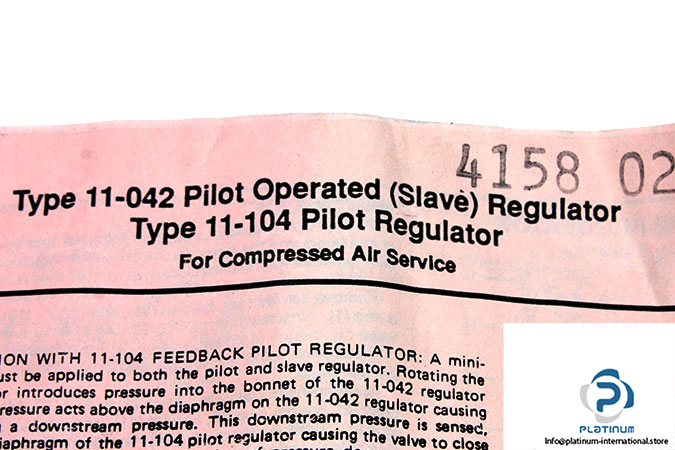 4158 02
Type 11-042 Pilot Operated (Slave) Regulator
Type 11-104 Pilot Regulator
For Compressed Air Service
ION WITH 11-104 FEEDBACK PILOT REGULATOR: A mini-
ust be applied to both the pilot and slave regulator. Rotating the
or introduces pressure into the bonnet of the 11-042 regulator
ressure acts above the diaphragm on the 11-042 regulator causing
a downstream pressure. This downstream pressure is sensed,
iaphragm of the 11-104 pilot regulator causing the valve to close
P
PLATINUM
Info@platinum-international.store